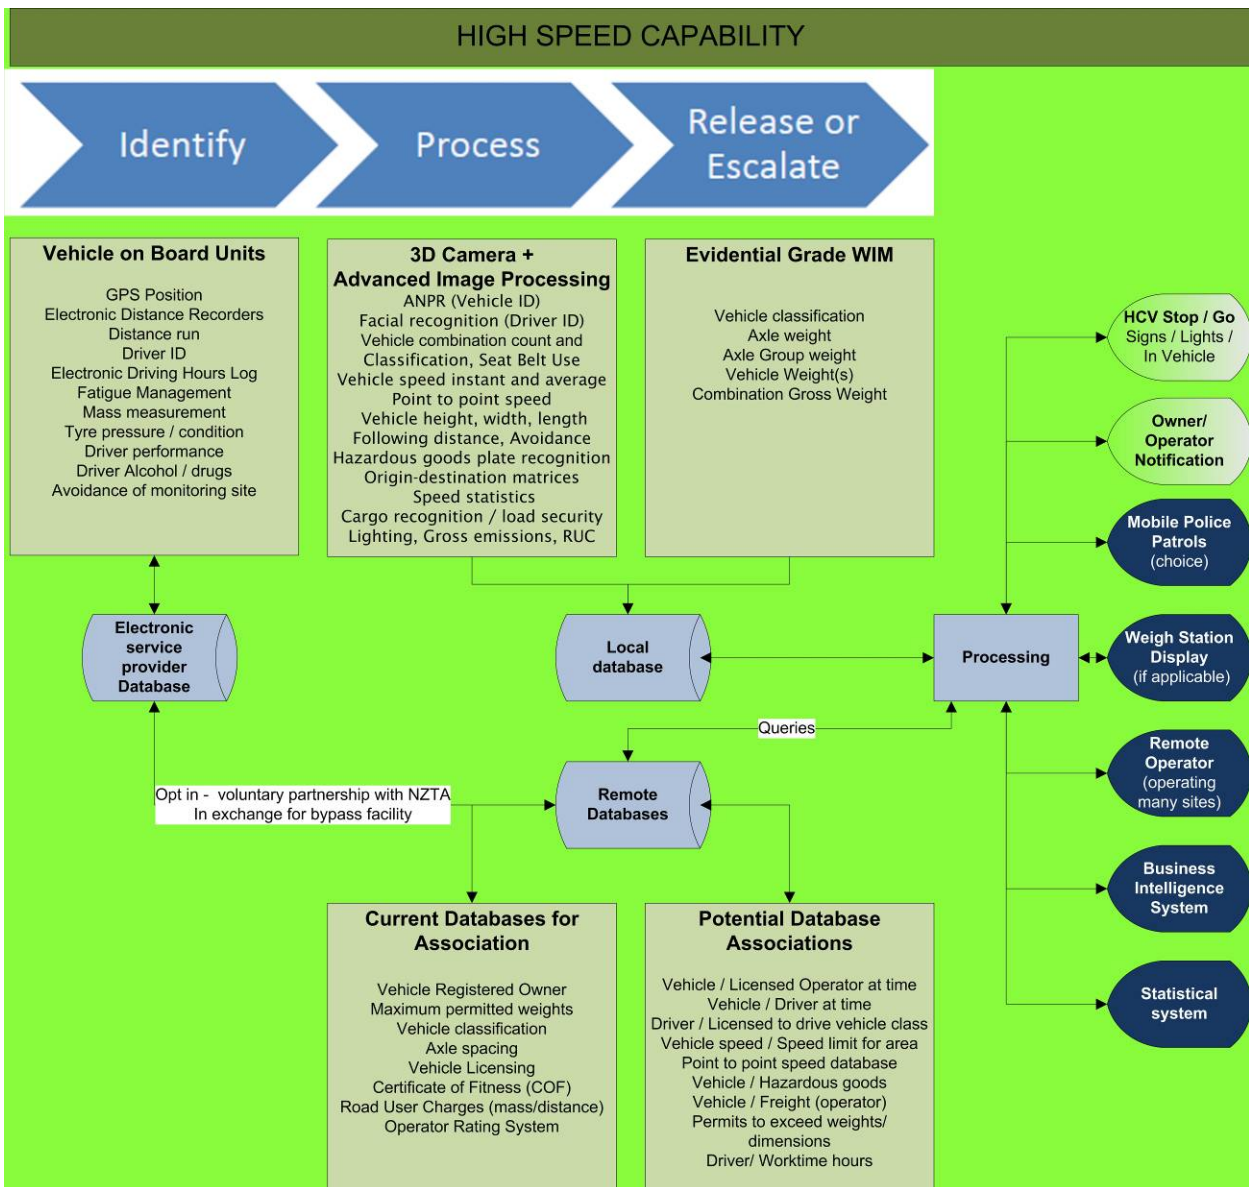 HIGH SPEED CAPABILITY
Identify
Process
Release or
Escalate
Vehicle on Board Units
GPS Position
Electronic Distance Recorders
Distance run
Driver ID
Electronic Driving Hours Log
Fatigue Management
Mass measurement
Tyre pressure / condition
Driver performance
Driver Alcohol / drugs
Avoidance of monitoring site
3D Camera +
Advanced Image Processing
ANPR (Vehicle ID)
Facial recognition (Driver ID)
Vehicle combination count and
Classification, Seat Belt Use
Vehicle speed instant and average
Point to point speed
Vehicle height, width, length
Following distance, Avoidance
Hazardous goods plate recognition
Origin-destination matrices
Speed statistics
Cargo recognition / load security
Lighting, Gross emissions, RUC
Evidential Grade WIM
Vehicle classification
Axle weight
Axle Group weight
Vehicle Weight(s)
Combination Gross Weight
HCV Stop / Go
Signs / Lights /
In Vehicle
Owner/
Operator
Notification
Mobile Police
Patrols
(choice)
Electronic
service
provider
Database
Local
database
Processing
Weigh Station
Display
(if applicable)
Queries
Opt in -  voluntary partnership with NZTA
In exchange for bypass facility
Remote
Databases
Remote
Operator
(operating
many sites)
Business
Intelligence
System
Statistical
system
Current Databases for
Association
Vehicle Registered Owner
Maximum permitted weights
Vehicle classification
Axle spacing
Vehicle Licensing
Certificate of Fitness (COF)
Road User Charges (mass/distance)
Operator Rating System
Potential Database
Associations
Vehicle / Licensed Operator at time
Vehicle / Driver at time
Driver / Licensed to drive vehicle class
Vehicle speed / Speed limit for area
Point to point speed database
Vehicle / Hazardous goods
Vehicle / Freight (operator)
Permits to exceed weights/
dimensions
Driver/ Worktime hours